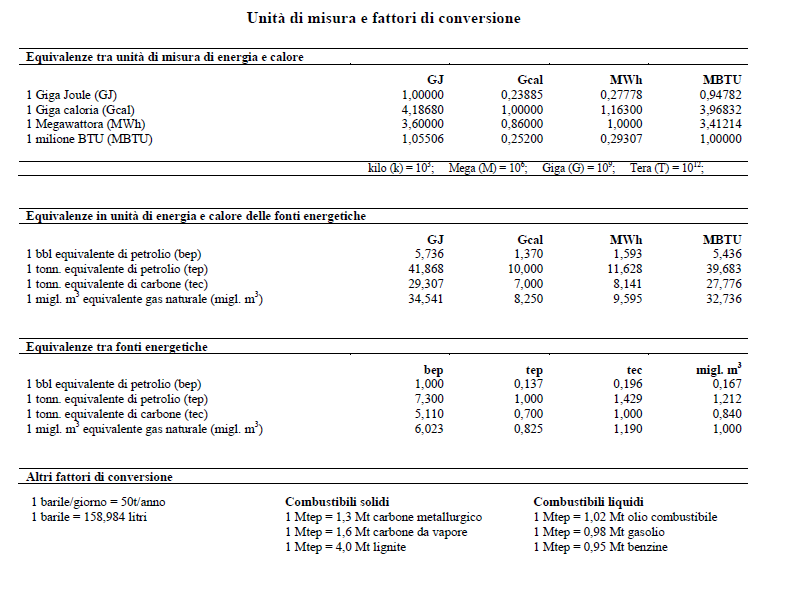 Unità di misura e fattori di conversione
Equivalenze tra unità di misura di energia e calore
GJ Gcal MWh MBTU
1 Giga Joule (GJ) 1,00000 0,23885 0,27778 0,94782
1 Giga caloria (Gcal) 4,18680 1,00000 1,16300 3,96832
1 Megawattora (MWh) 3,60000 0,86000 1,0000 3,41214
1 milione BTU (MBTU) 1,05506 0,25200 0,29307 1,00000
kilo (k) = 10³; Mega (M) = 10⁶; Giga (G) = 10⁹; Tera (T) = 10¹²;
Equivalenze in unità di energia e calore delle fonti energetiche
GJ Gcal MWh MBTU
1 bbl equivalente di petrolio (bep) 5,736 1,370 1,593 5,436
1 tonn. equivalente di petrolio (tep) 41,868 10,000 11,628 39,683
1 tonn. equivalente di carbone (tec) 29,307 7,000 8,141 27,776
1 migl. m³ equivalente gas naturale (migl. m³) 34,541 8,250 9,595 32,736
Equivalenze tra fonti energetiche
bep tep tec migl. m³
1 bbl equivalente di petrolio (bep) 1,000 0,137 0,196 0,167
1 tonn. equivalente di petrolio (tep) 7,300 1,000 1,429 1,212
1 tonn. equivalente di carbone (tec) 5,110 0,700 1,000 0,840
1 migl. m³ equivalente gas naturale (migl. m³) 6,023 0,825 1,190 1,000
Altri fattori di conversione
1 barile/giorno = 50t/anno Combustibili solidi Combustibili liquidi
1 barile = 158,984 litri 1 Mtep = 1,3 Mt carbone metallurgico 1 Mtep = 1,02 Mt olio combustibile
1 Mtep = 1,6 Mt carbone da vapore 1 Mtep = 0,98 Mt gasolio
1 Mtep = 4,0 Mt lignite 1 Mtep = 0,95 Mt benzine